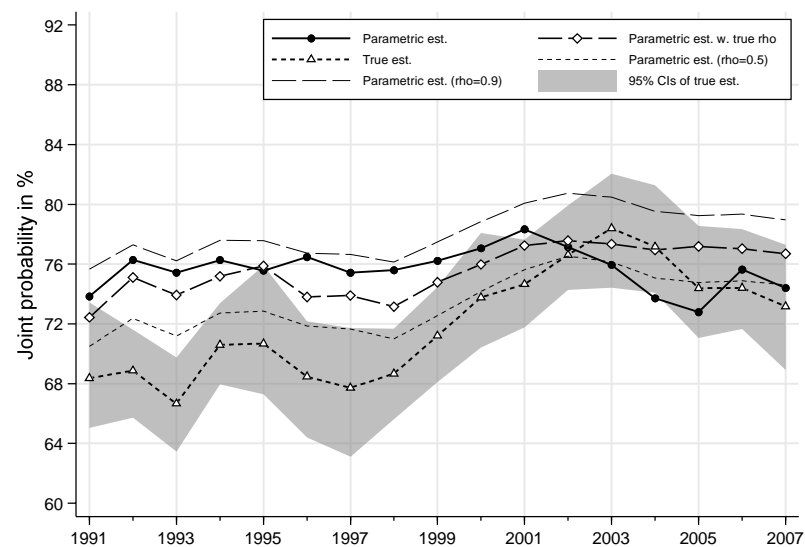 Parametric est.
True est.
Parametric est. (rho=0.9)
Parametric est. w. true rho
Parametric est. (rho=0.5)
95% CIs of true est.
Joint probability in %
92
88
84
80
76
72
68
64
60
1991 1993 1995 1997 1999 2001 2003 2005 2007